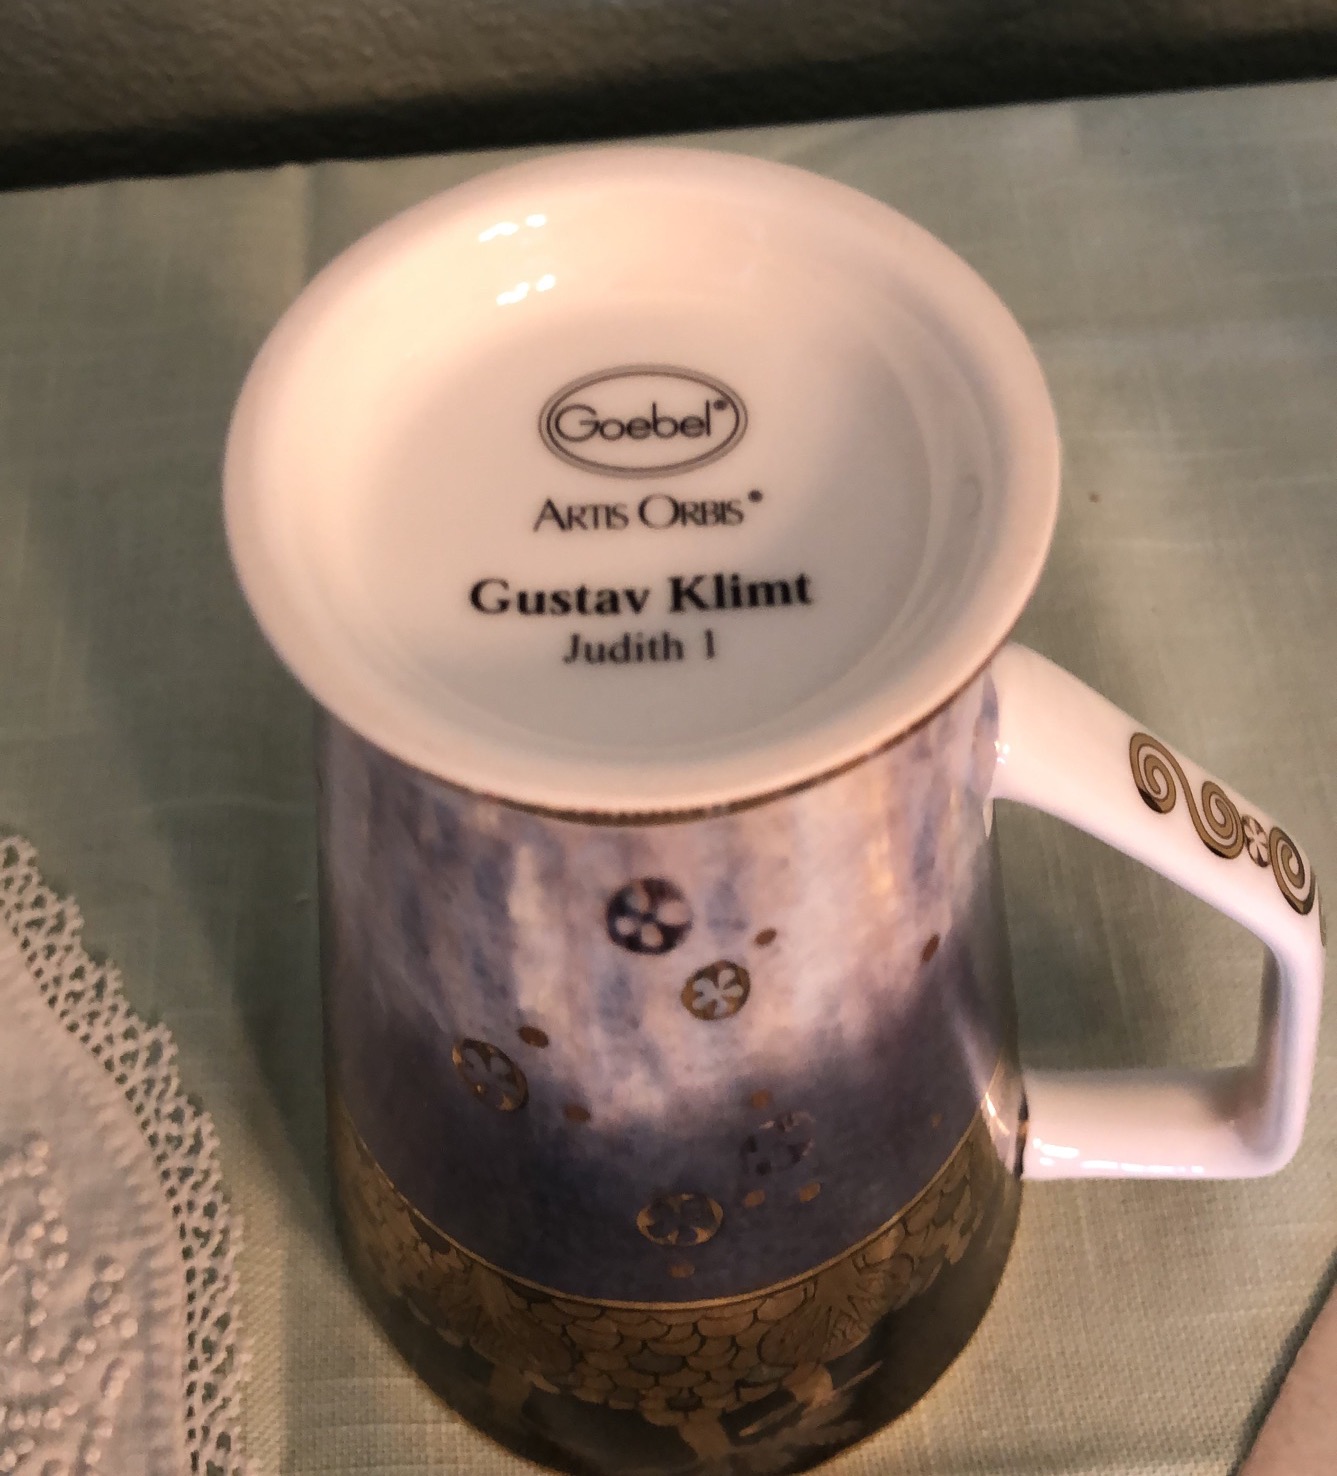 Goebel®
ARTIS ORBIS®
Gustav Klimt
Judith 1